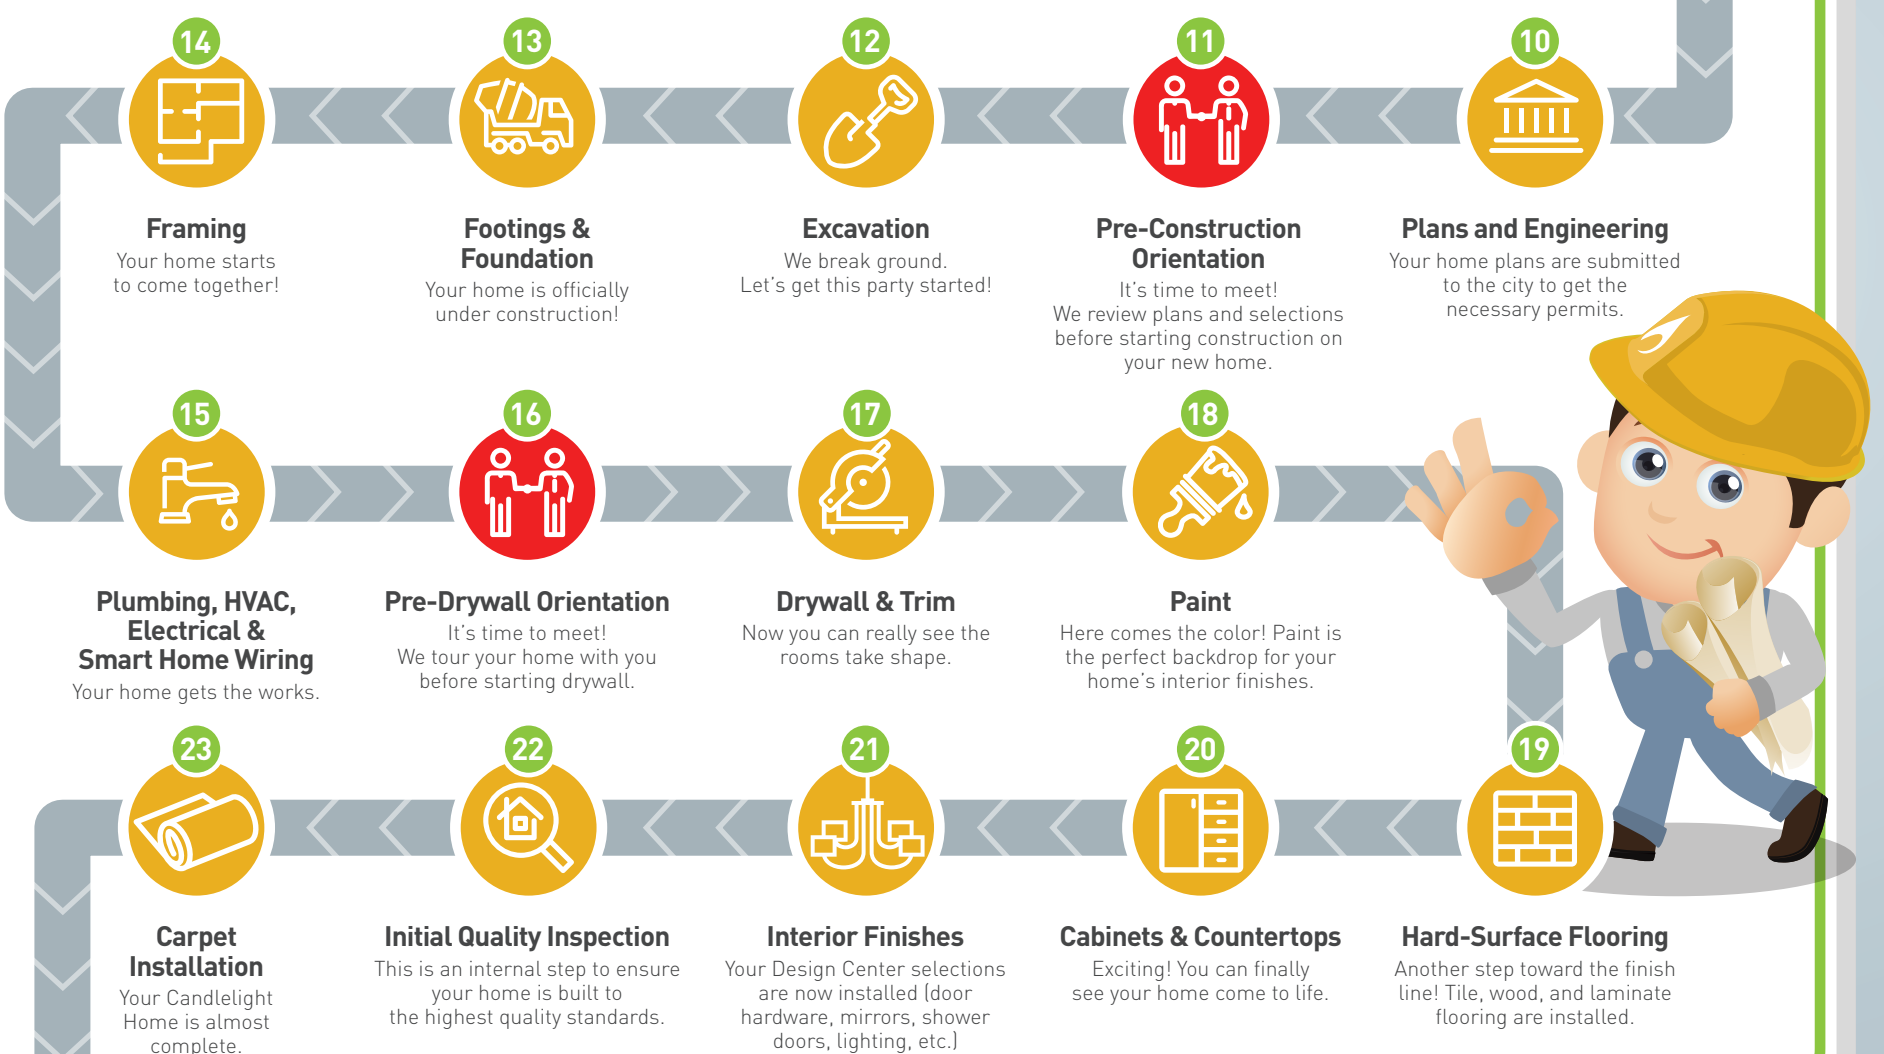 14
Framing
Your home starts
to come together!
13
Footings &
Foundation
Your home is officially
under construction!
12
Excavation
We break ground.
Let's get this party started!
11
Pre-Construction
Orientation
It's time to meet!
We review plans and selections
before starting construction on
your new home.
10
Plans and Engineering
Your home plans are submitted
to the city to get the
necessary permits.
15
Plumbing, HVAC,
Electrical &
Smart Home Wiring
Your home gets the works.
16
Pre-Drywall Orientation
It's time to meet!
We tour your home with you
before starting drywall.
17
Drywall & Trim
Now you can really see the
rooms take shape.
18
Paint
Here comes the color! Paint is
the perfect backdrop for your
home's interior finishes.
23
Carpet
Installation
Your Candlelight
Home is almost
complete.
22
Initial Quality Inspection
This is an internal step to ensure
your home is built to
the highest quality standards.
21
Interior Finishes
Your Design Center selections
are now installed (door
hardware, mirrors, shower
doors, lighting, etc.)
20
Cabinets & Countertops
Exciting! You can finally
see your home come to life.
19
Hard-Surface Flooring
Another step toward the finish
line! Tile, wood, and laminate
flooring are installed.